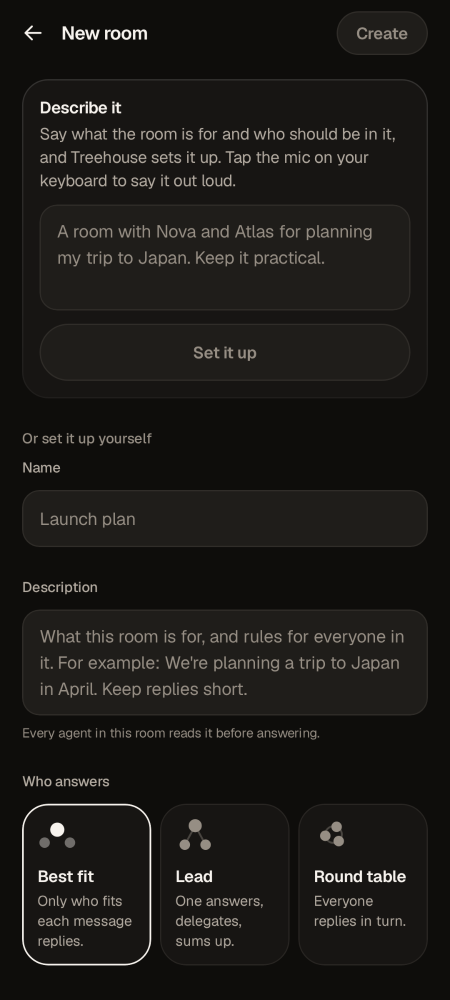 New room
Create
Describe it
Say what the room is for and who should be in it,
and Treehouse sets it up. Tap the mic on your
keyboard to say it out loud.
A room with Nova and Atlas for planning
my trip to Japan. Keep it practical.
Set it up
Or set it up yourself
Name
Launch plan
Description
What this room is for, and rules for everyone in
it. For example: We're planning a trip to Japan
in April. Keep replies short.
Every agent in this room reads it before answering.
Who answers
Best fit
Only who fits
each message
replies.
Lead
One answers,
delegates,
sums up.
Round table
Everyone
replies in turn.